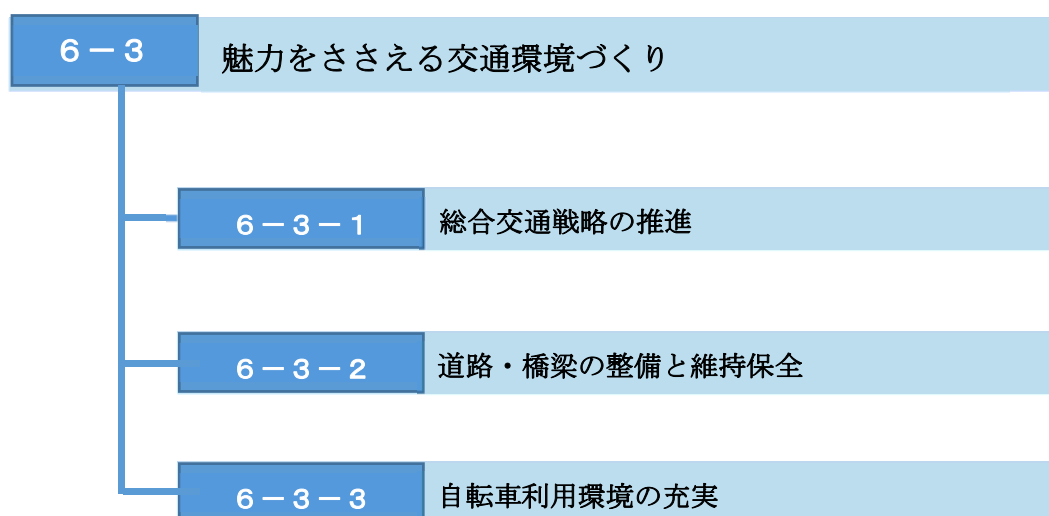 6－3 魅力をささえる交通環境づくり
6－3－1 総合交通戦略の推進
6－3－2 道路・橋梁の整備と維持保全
6－3－3 自転車利用環境の充実